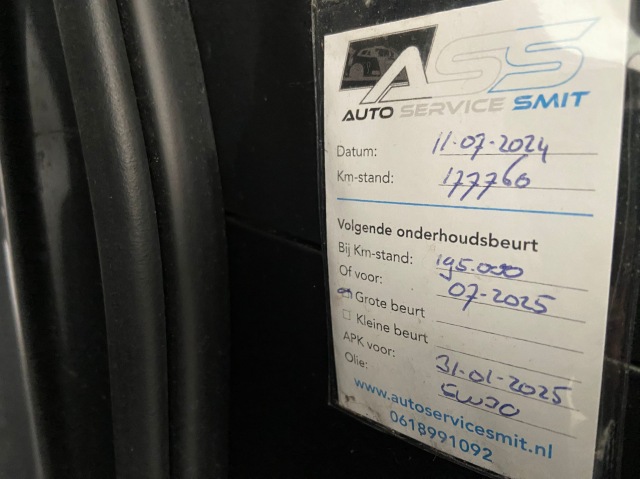 ASS
AUTO SERVICE SMIT
Datum: 11-07-2024
Km-stand: 177760
Volgende onderhoudsbeurt
Bij Km-stand: 195.000
Of voor: 07-2025
Grote beurt
Kleine beurt
APK voor: 31-01-2025
Olie: 5W30
www.autoservicesmit.nl
0618991092